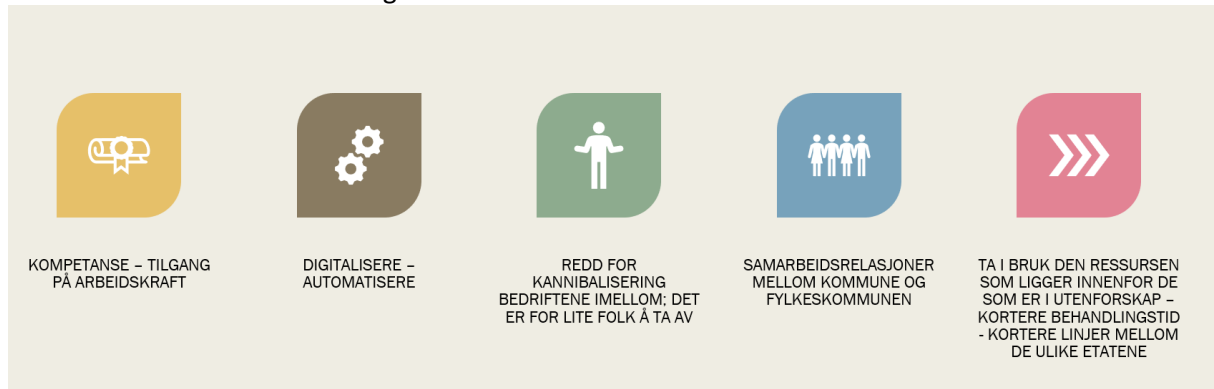 KOMPETANSE – TILGANG
PÅ ARBEIDSKRAFT
DIGITALISERE –
AUTOMATISERE
REDD FOR
KANNIBALISERING
BEDRIFTENE IMELLOM; DET
ER FOR LITE FOLK Å TA AV
SAMARBEIDSRELASJONER
MELLOM KOMMUNE OG
FYLKESKOMMUNEN
TA I BRUK DEN RESSURSEN
SOM LIGGER INNENFOR DE
SOM ER I UTENFORSKAP –
KORTERE BEHANDLINGSTID
- KORTERE LINJER MELLOM
DE ULIKE ETATENE